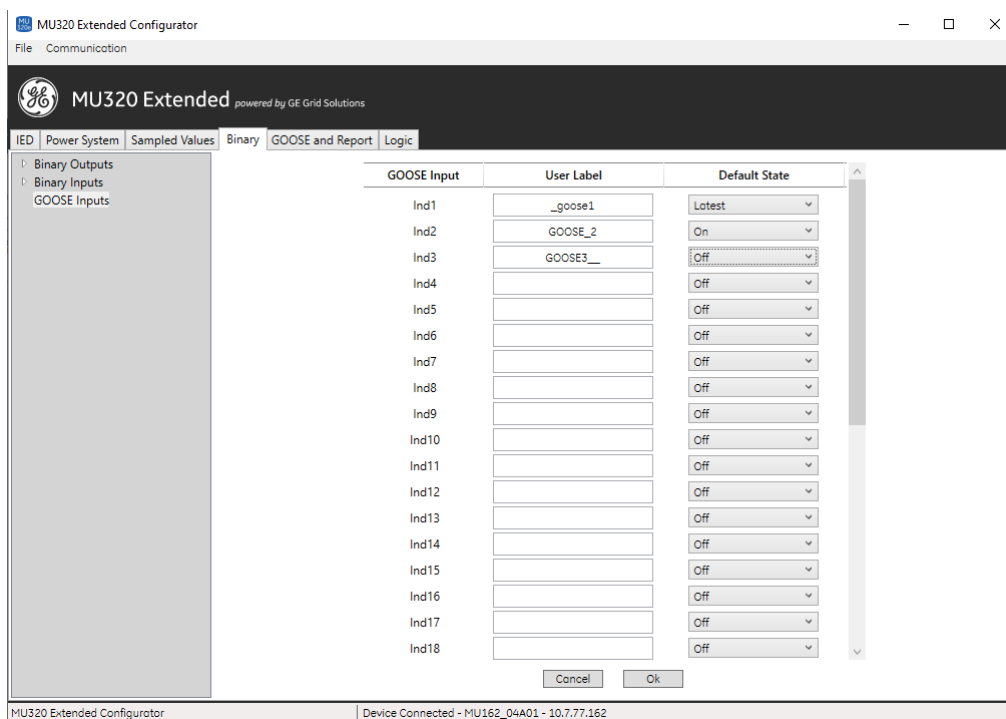 MU320 Extended Configurator
File Communication
MU320 Extended powered by GE Grid Solutions
IED Power System Sampled Values Binary GOOSE and Report Logic
Binary Outputs
Binary Inputs
GOOSE Inputs
GOOSE Input User Label Default State
Ind1 _goose1 Latest
Ind2 GOOSE_2 On
Ind3 GOOSE3__ Off
Ind4 Off
Ind5 Off
Ind6 Off
Ind7 Off
Ind8 Off
Ind9 Off
Ind10 Off
Ind11 Off
Ind12 Off
Ind13 Off
Ind14 Off
Ind15 Off
Ind16 Off
Ind17 Off
Ind18 Off
Cancel Ok
MU320 Extended Configurator Device Connected - MU162_04A01 - 10.7.77.162